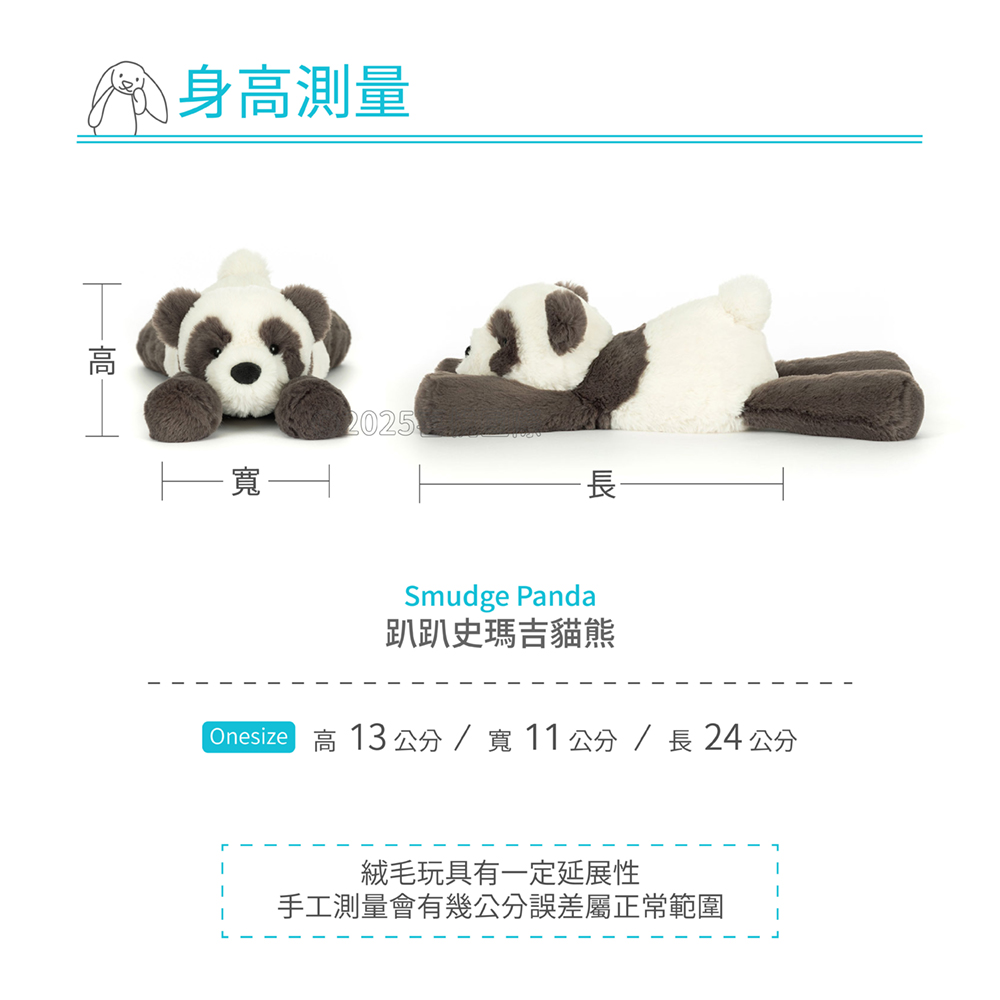 身高測量
高
2025
寬
長
Smudge Panda
趴趴史瑪吉貓熊
Onesize 高 13 公分 / 寬 11 公分 / 長 24 公分
絨毛玩具有一定延展性
手工測量會有幾公分誤差屬正常範圍